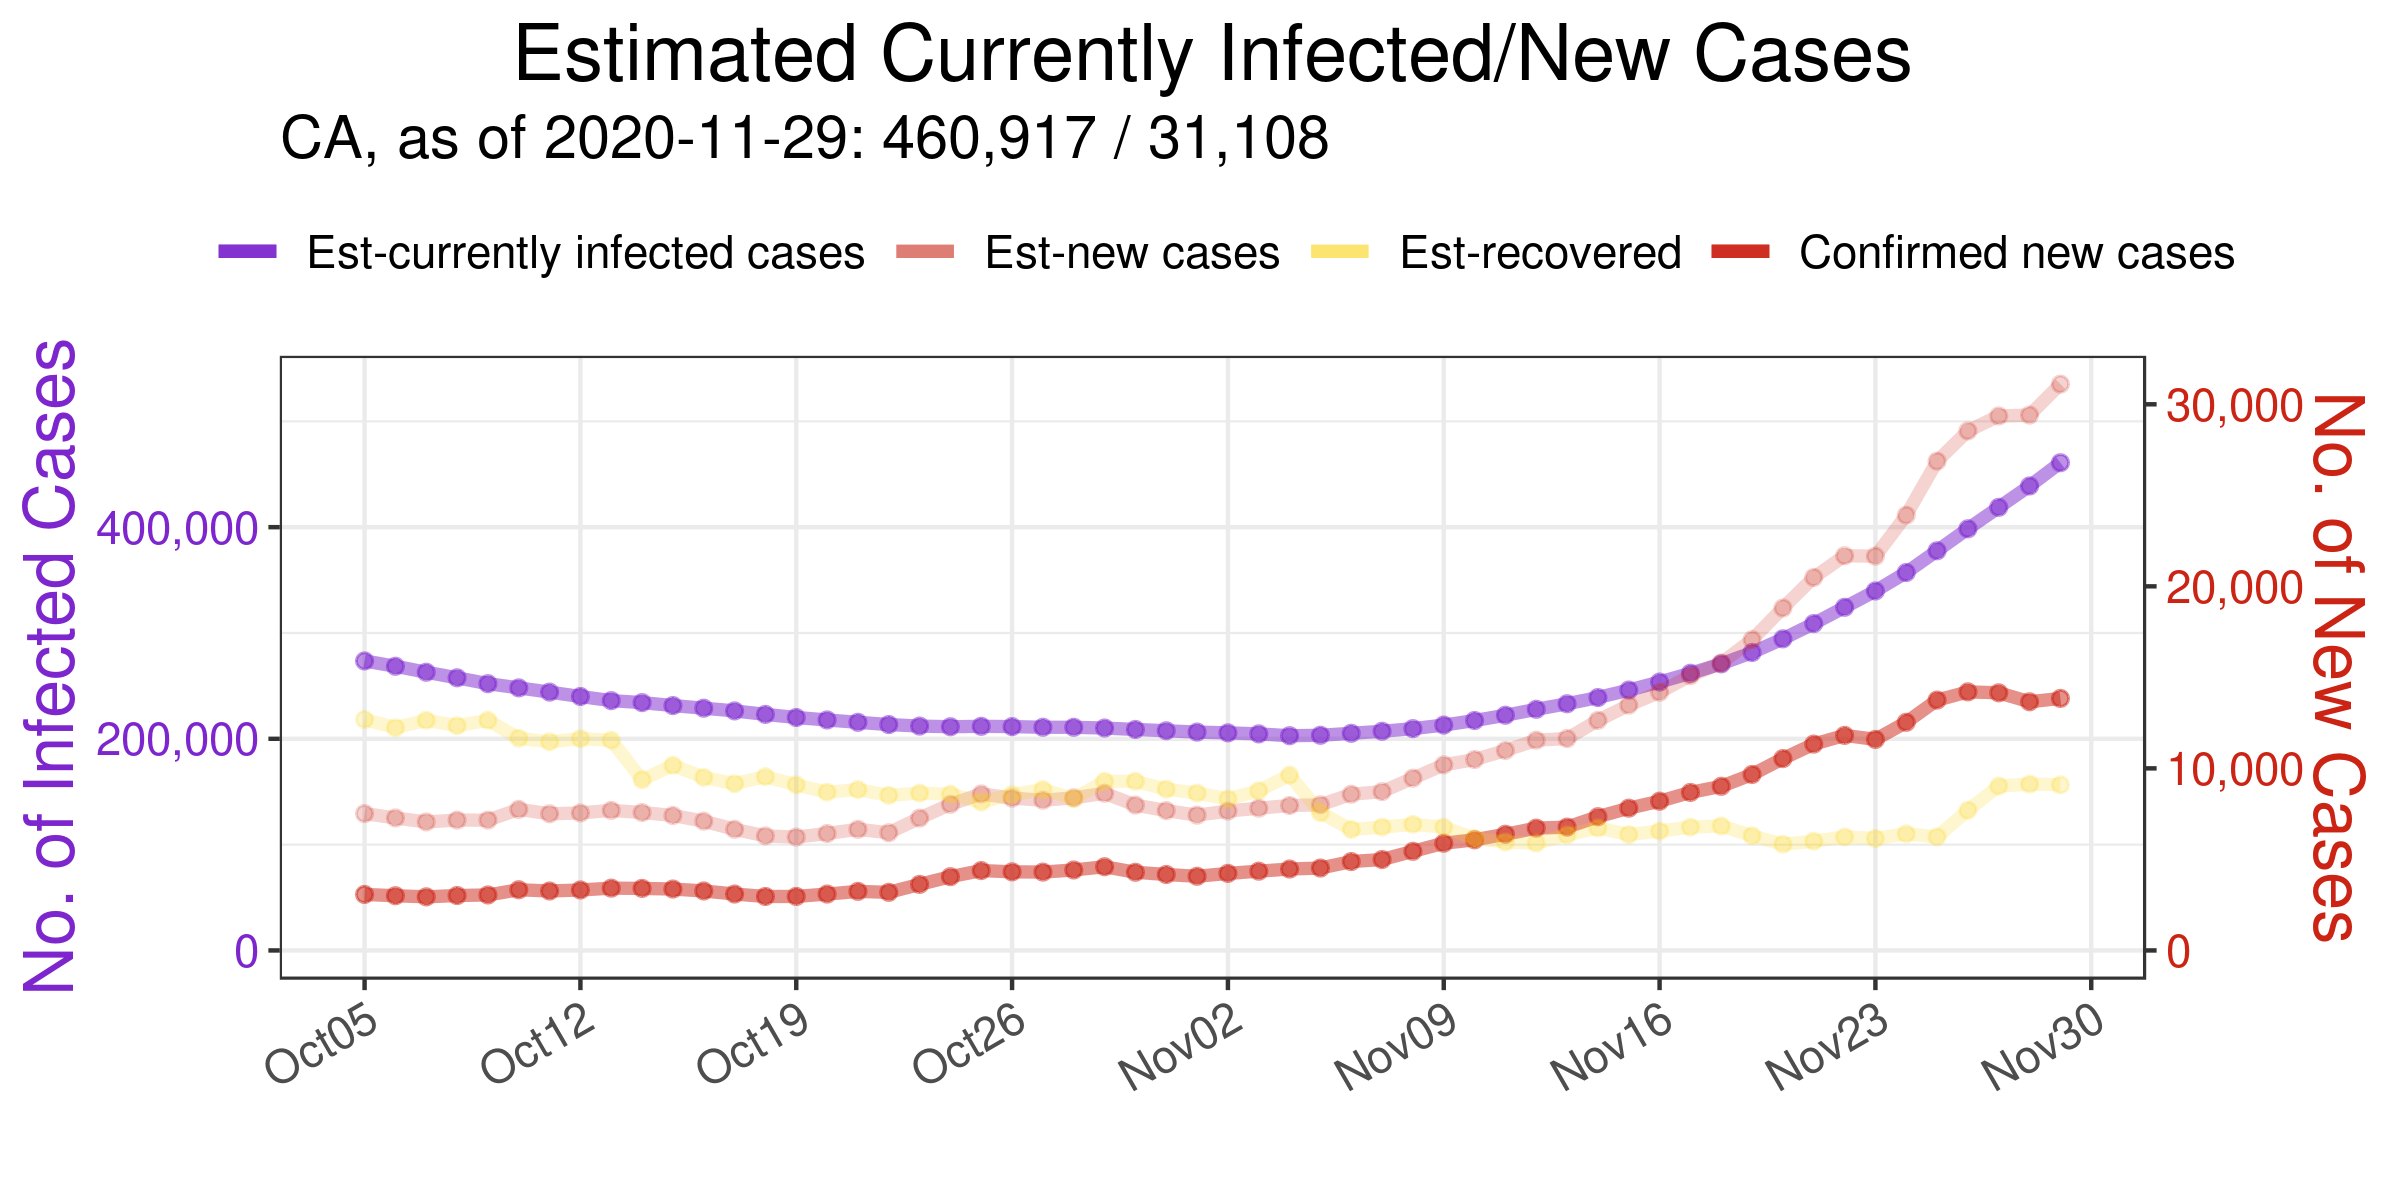 Estimated Currently Infected/New Cases
CA, as of 2020-11-29: 460,917 / 31,108
Est-currently infected cases Est-new cases Est-recovered Confirmed new cases
No. of Infected Cases
400,000
200,000
0
30,000
20,000
10,000
0
No. of New Cases
Oct05 Oct12 Oct19 Oct26 Nov02 Nov09 Nov16 Nov23 Nov30